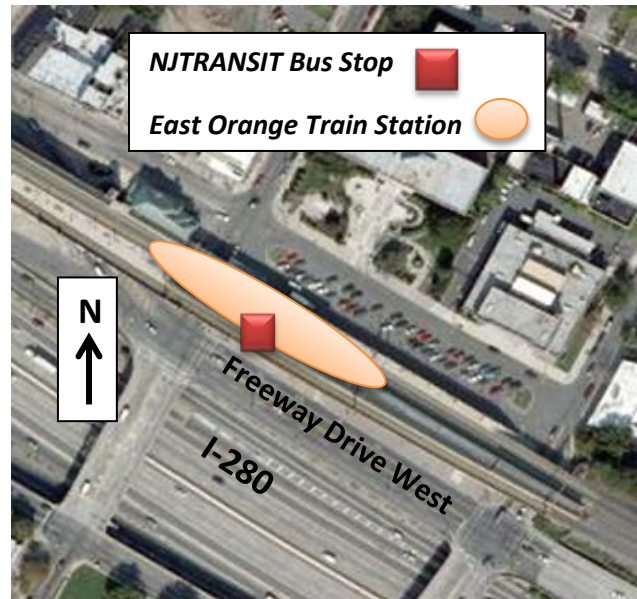 NJTRANSIT Bus Stop
East Orange Train Station
N
Freeway Drive West
I-280